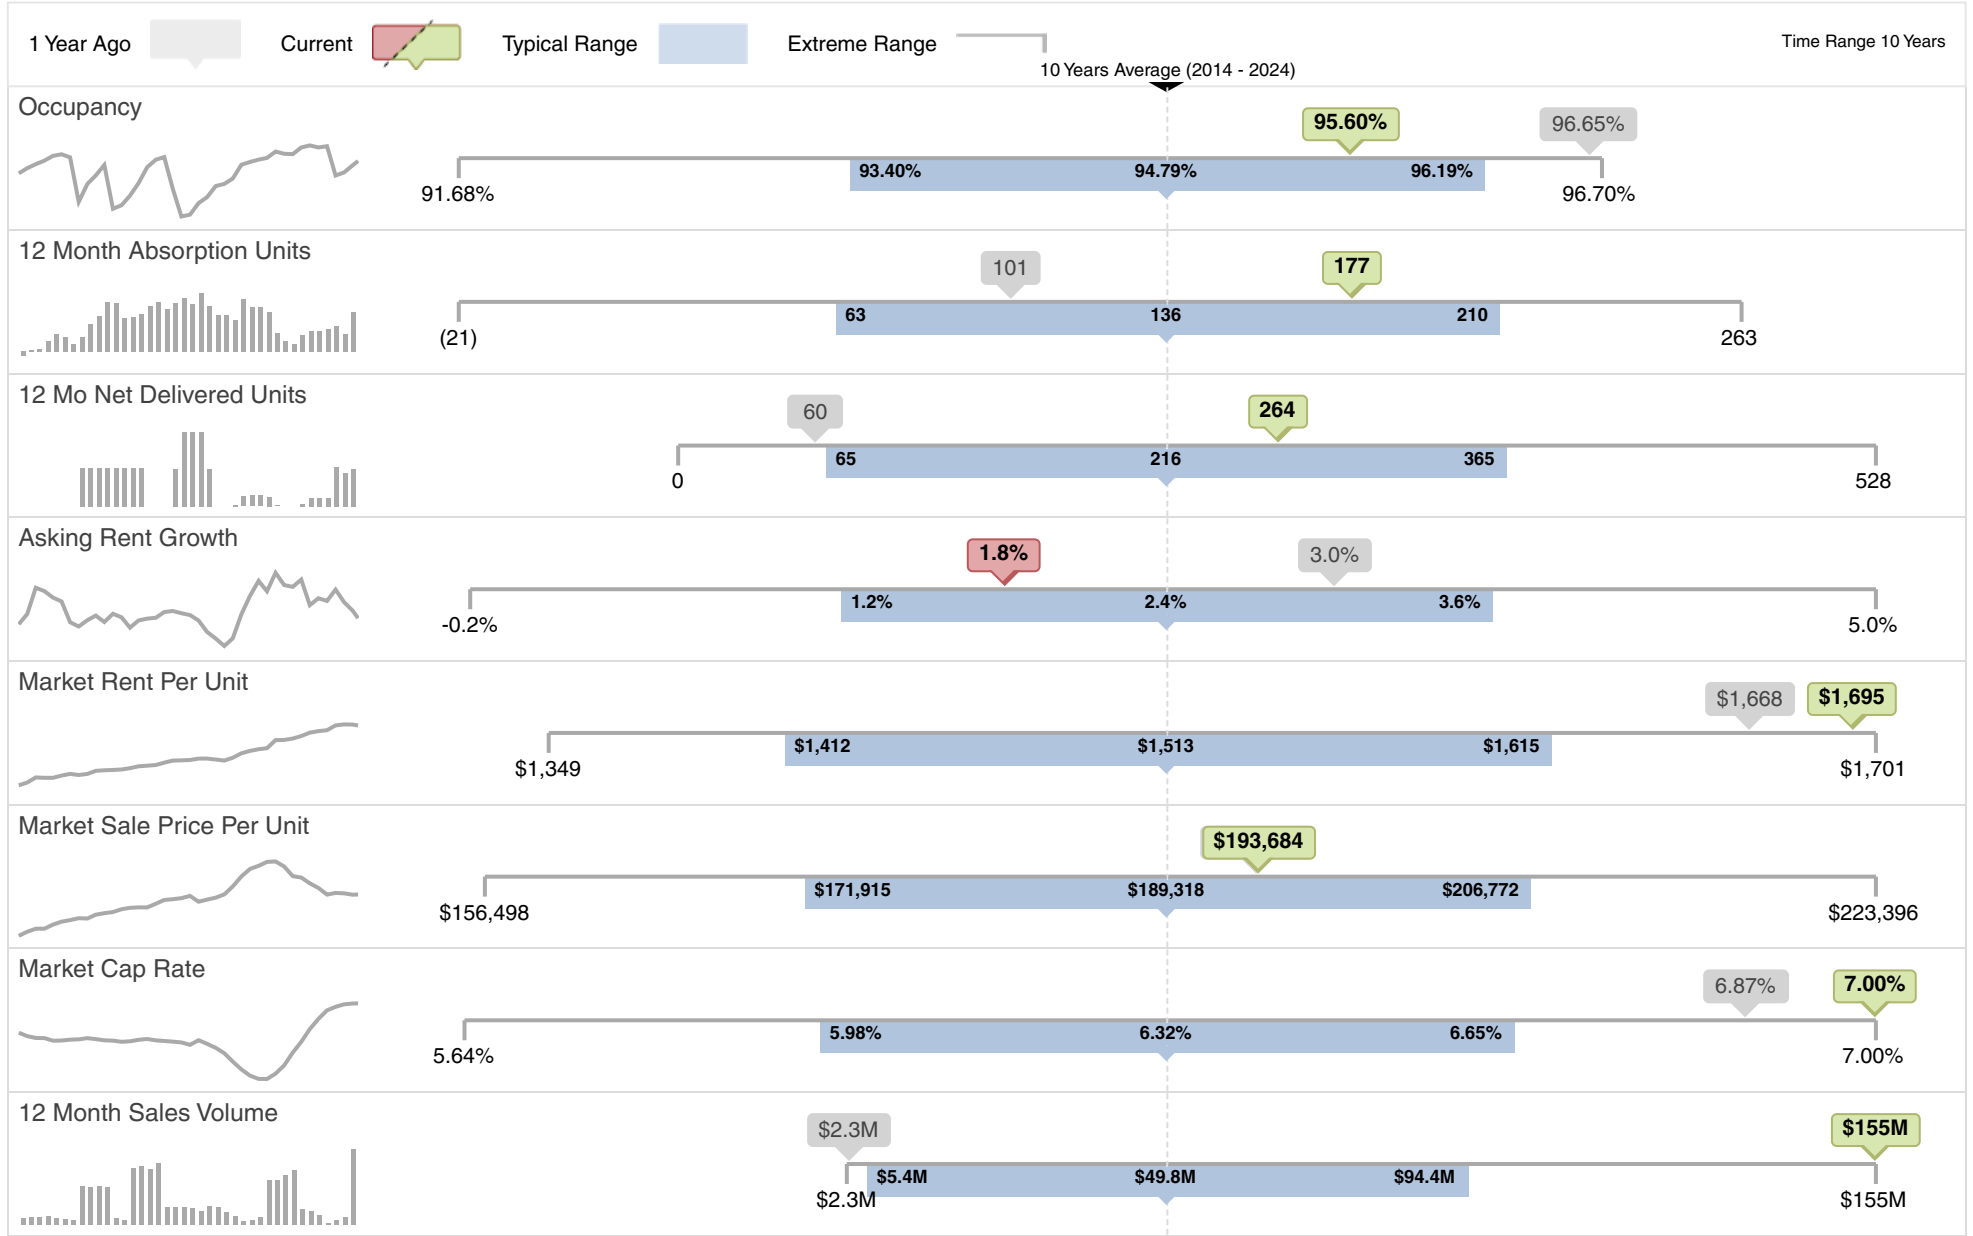 1 Year Ago Current Typical Range Extreme Range Time Range 10 Years
10 Years Average (2014 - 2024)
Occupancy
95.60% 96.65%
93.40% 94.79% 96.19%
91.68% 96.70%
12 Month Absorption Units
101 177
63 136 210
(21) 263
12 Mo Net Delivered Units
60 264
65 216 365
0 528
Asking Rent Growth
1.8% 3.0%
1.2% 2.4% 3.6%
-0.2% 5.0%
Market Rent Per Unit
$1,668 $1,695
$1,412 $1,513 $1,615
$1,349 $1,701
Market Sale Price Per Unit
$193,684
$171,915 $189,318 $206,772
$156,498 $223,396
Market Cap Rate
6.87% 7.00%
5.98% 6.32% 6.65%
5.64% 7.00%
12 Month Sales Volume
$2.3M $155M
$5.4M $49.8M $94.4M
$2.3M $155M